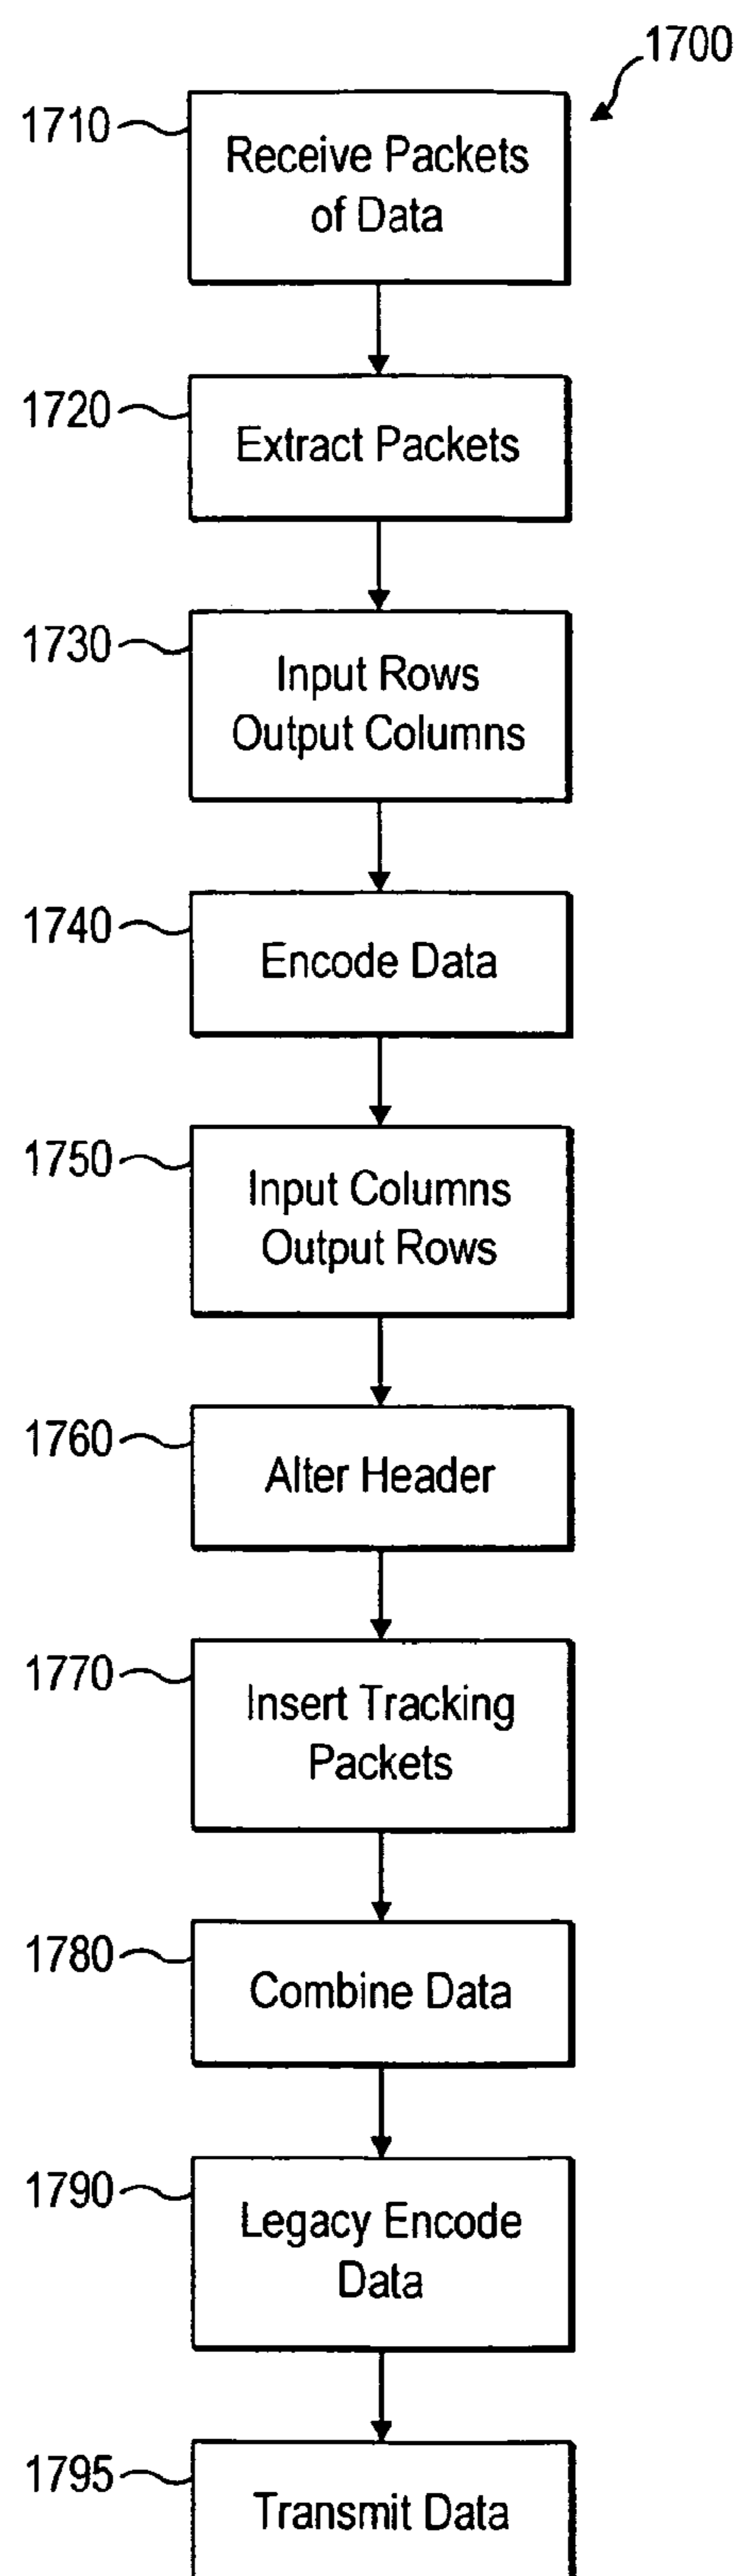 1700
1710
Receive Packets
of Data
1720
Extract Packets
1730
Input Rows
Output Columns
1740
Encode Data
1750
Input Columns
Output Rows
1760
Alter Header
1770
Insert Tracking
Packets
1780
Combine Data
1790
Legacy Encode
Data
1795
Transmit Data